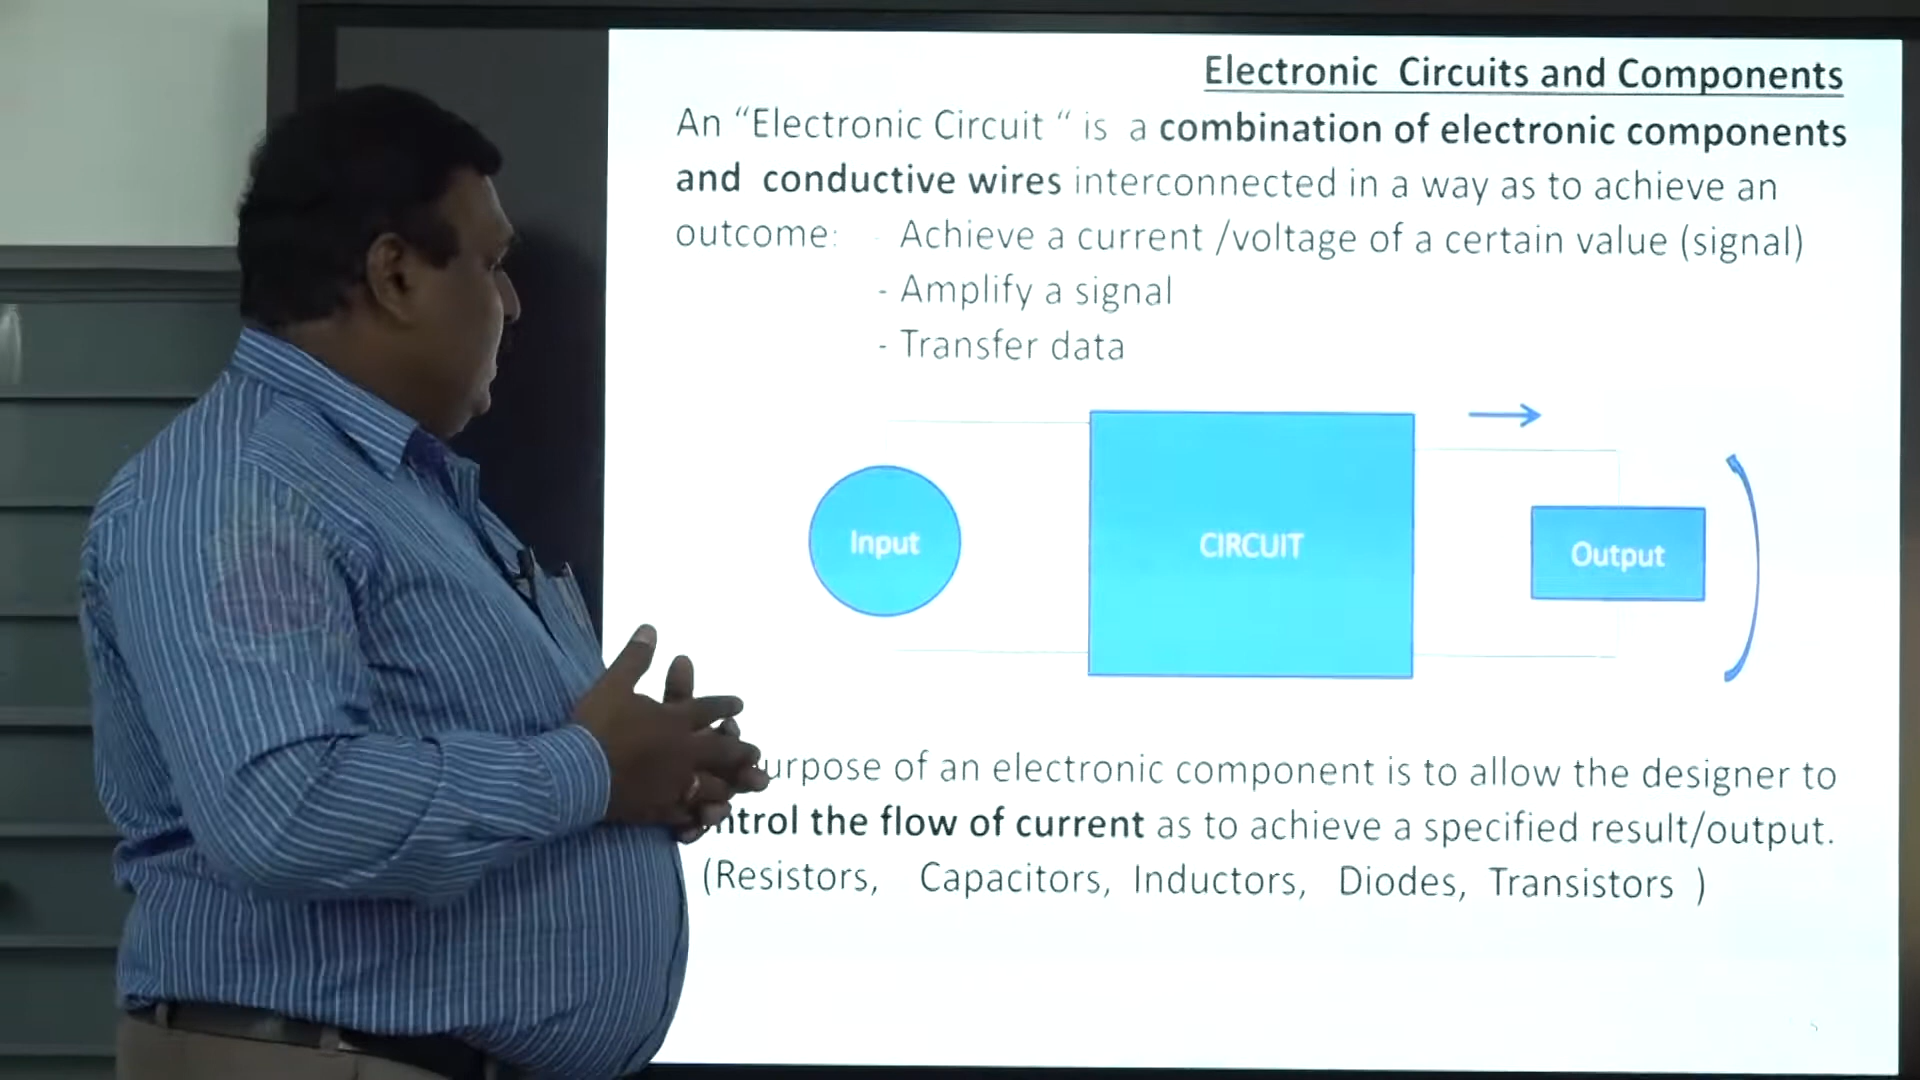 Electronic Circuits and Components
An “Electronic Circuit “ is a combination of electronic components
and conductive wires interconnected in a way as to achieve an
outcome: - Achieve a current /voltage of a certain value (signal)
- Amplify a signal
- Transfer data
Input
CIRCUIT
Output
of an electronic component is to allow the designer to
the flow of current as to achieve a specified result/output.
(Resistors, Capacitors, Inductors, Diodes, Transistors )